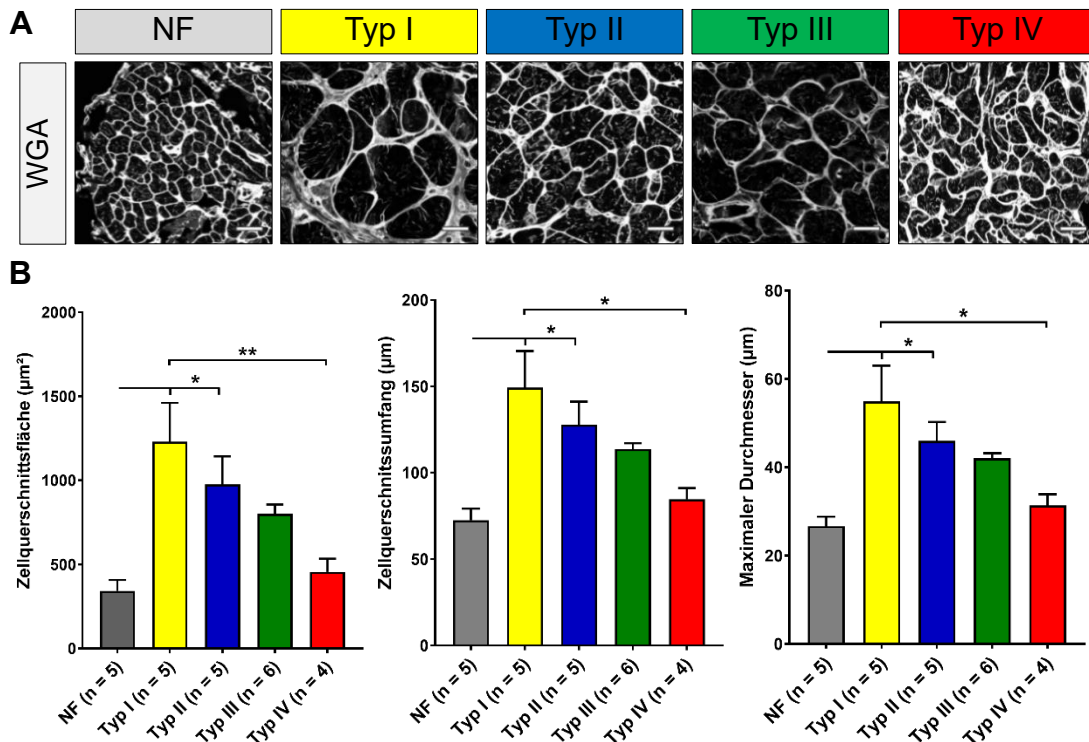 A
NF
Typ I
Typ II
Typ III
Typ IV
WGA
B
Zellquerschnittsfläche (µm²)
2000
1500
1000
500
0
*
**
NF (n = 5)
Typ I (n = 5)
Typ II (n = 5)
Typ III (n = 6)
Typ IV (n = 4)
Zellquerschnitssumfang (µm)
200
150
100
50
0
*
*
NF (n = 5)
Typ I (n = 5)
Typ II (n = 5)
Typ III (n = 6)
Typ IV (n = 4)
Maximaler Durchmesser (µm)
80
60
40
20
0
*
*
NF (n = 5)
Typ I (n = 5)
Typ II (n = 5)
Typ III (n = 6)
Typ IV (n = 4)